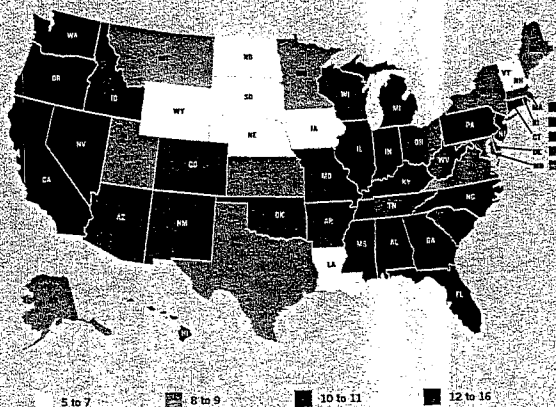 WA
ND
VT
NH
OR
ID
SD
WI
MI
WY
IA
NE
PA
NV
IL
IN
OH
CA
CO
MO
WV
KY
NC
TN
AZ
NM
OK
AR
MS
AL
GA
LA
FL
HI
5 to 7
8 to 9
10 to 11
12 to 16